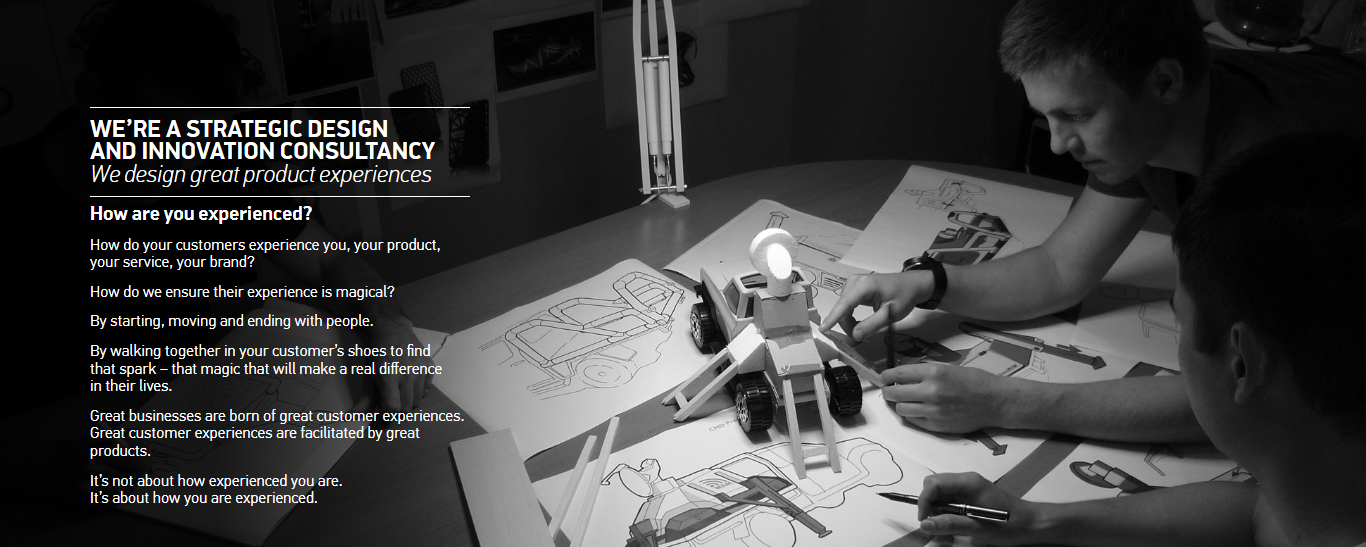 WE’RE A STRATEGIC DESIGN
AND INNOVATION CONSULTANCY
We design great product experiences
How are you experienced?
How do your customers experience you, your product,
your service, your brand?
How do we ensure their experience is magical?
By starting, moving and ending with people.
By walking together in your customer’s shoes to find
that spark – that magic that will make a real difference
in their lives.
Great businesses are born of great customer experiences.
Great customer experiences are facilitated by great
products.
It’s not about how experienced you are.
It’s about how you are experienced.